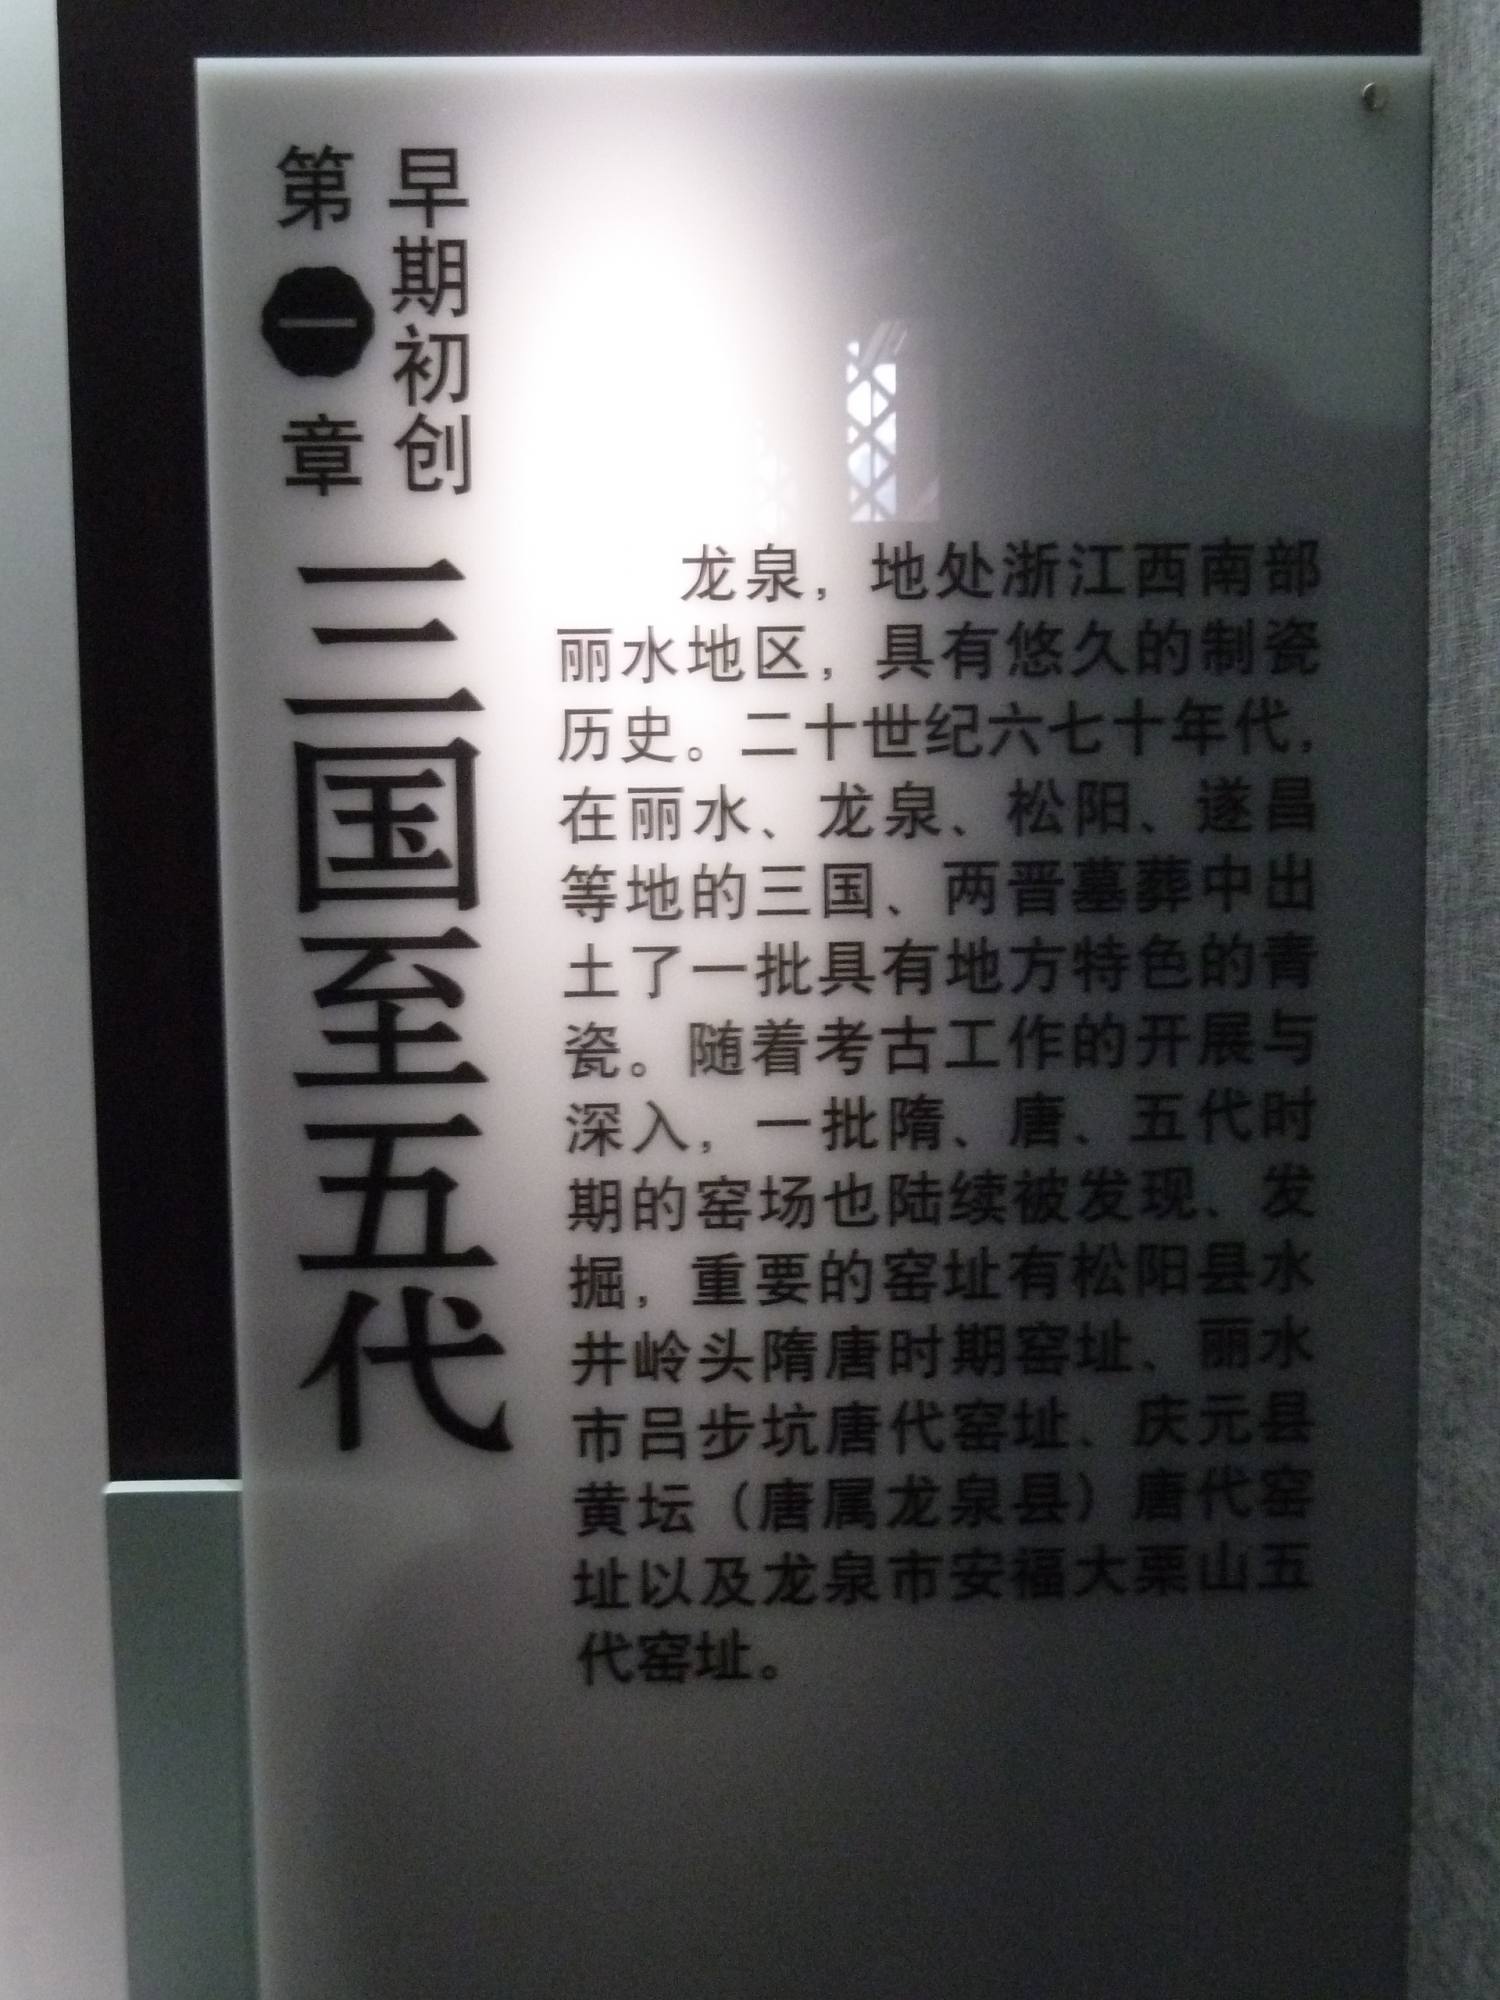 第一章
早期初创
三国至五代
龙泉，地处浙江西南部
丽水地区，具有悠久的制瓷
历史。二十世纪六七十年代，
在丽水、龙泉、松阳、遂昌
等地的三国、两晋墓葬中出
土了一批具有地方特色的青
瓷。随着考古工作的开展与
深入，一批隋、唐、五代时
期的窑场也陆续被发现、发
掘，重要的窑址有松阳县水
井岭头隋唐时期窑址、丽水
市吕步坑唐代窑址、庆元县
黄坛（唐属龙泉县）唐代窑
址以及龙泉市安福大栗山五
代窑址。